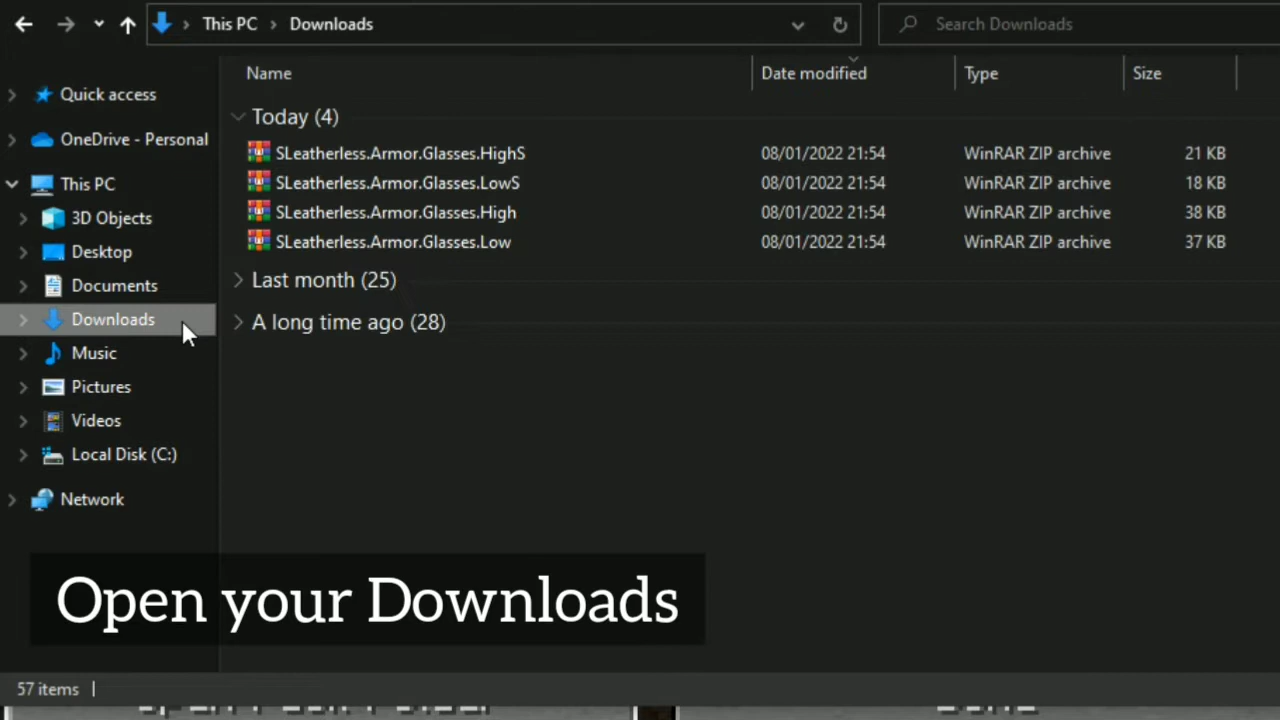 This PC > Downloads
Search Downloads
Name
Date modified
Type
Size
Quick access
OneDrive - Personal
This PC
3D Objects
Desktop
Documents
Downloads
Music
Pictures
Videos
Local Disk (C:)
Network
Today (4)
SLeatherless.Armor.Glasses.HighS 08/01/2022 21:54 WinRAR ZIP archive 21 KB
SLeatherless.Armor.Glasses.LowS 08/01/2022 21:54 WinRAR ZIP archive 18 KB
SLeatherless.Armor.Glasses.High 08/01/2022 21:54 WinRAR ZIP archive 38 KB
SLeatherless.Armor.Glasses.Low 08/01/2022 21:54 WinRAR ZIP archive 37 KB
Last month (25)
A long time ago (28)
Open your Downloads
57 items